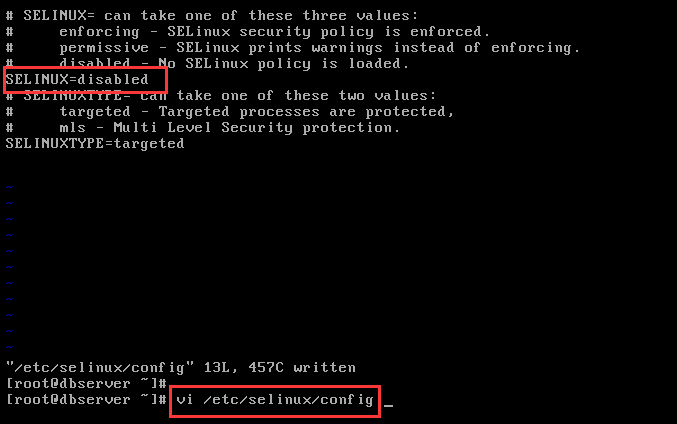 # SELINUX= can take one of these three values:
#     enforcing - SELinux security policy is enforced.
#     permissive - SELinux prints warnings instead of enforcing.
#     disabled - No SELinux policy is loaded.
SELINUX=disabled
# SELINUXTYPE= can take one of these two values:
#     targeted - Targeted processes are protected,
#     mls - Multi Level Security protection.
SELINUXTYPE=targeted
~
~
~
~
~
~
~
~
~
~
~
"/etc/selinux/config" 13L, 457C written
[root@dbserver ~]#
[root@dbserver ~]# vi /etc/selinux/config _